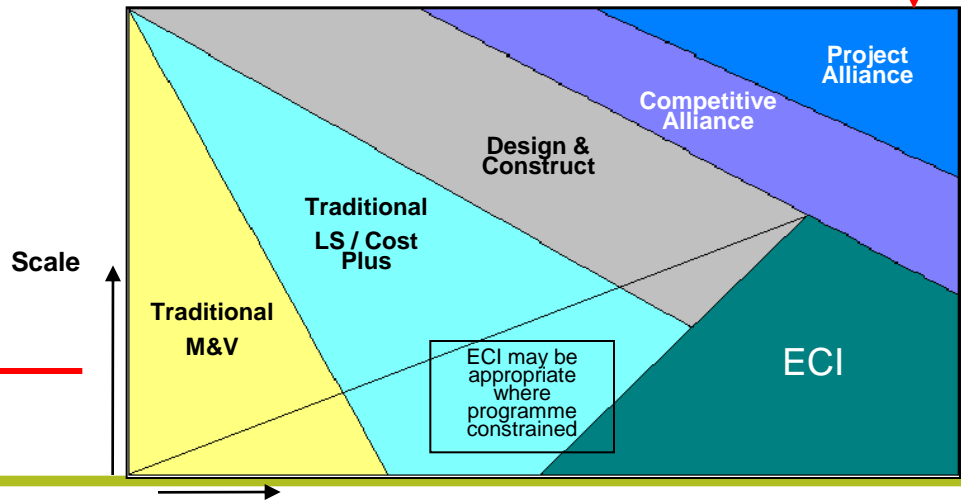 Project
Alliance
Competitive
Alliance
Design &
Construct
Traditional
LS / Cost
Plus
Scale
Traditional
M&V
ECI may be
appropriate
where
programme
constrained
ECI